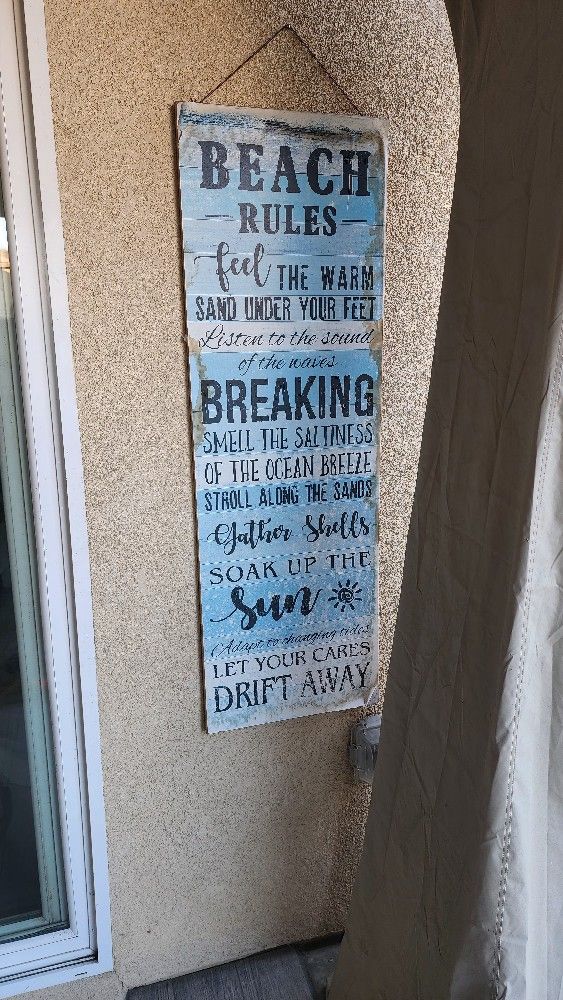 BEACH
RULES
feel THE WARM
SAND UNDER YOUR FEET
Listen to the sound
of the waves
BREAKING
SMELL THE SALTINESS
OF THE OCEAN BREEZE
STROLL ALONG THE SANDS
Gather Shells
SOAK UP THE
Sun
Adapt to changing tides
LET YOUR CARES
DRIFT AWAY